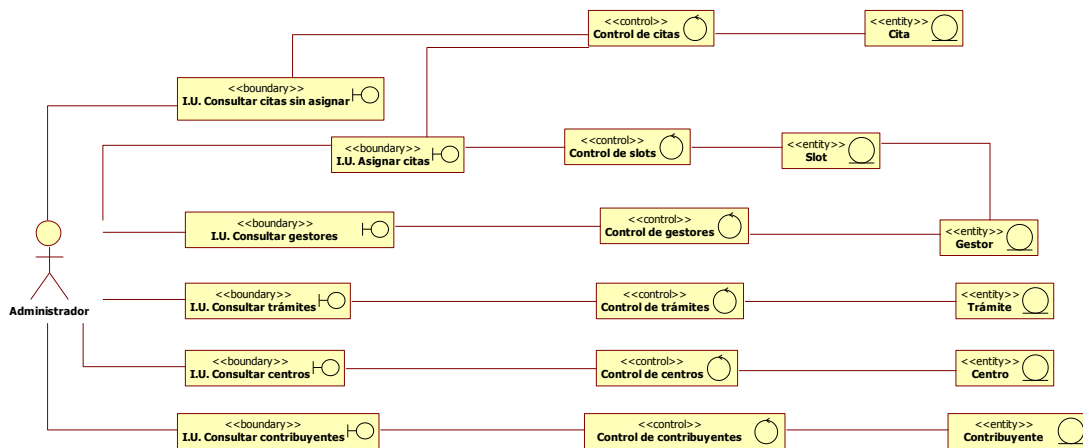 <<control>>
Control de citas
<<entity>>
Cita
<<boundary>>
I.U. Consultar citas sin asignar
<<boundary>>
I.U. Asignar citas
<<control>>
Control de slots
<<entity>>
Slot
<<boundary>>
I.U. Consultar gestores
<<control>>
Control de gestores
<<entity>>
Gestor
Administrador
<<boundary>>
I.U. Consultar trámites
<<control>>
Control de trámites
<<entity>>
Trámite
<<boundary>>
I.U. Consultar centros
<<control>>
Control de centros
<<entity>>
Centro
<<boundary>>
I.U. Consultar contribuyentes
<<control>>
Control de contribuyentes
<<entity>>
Contribuyente